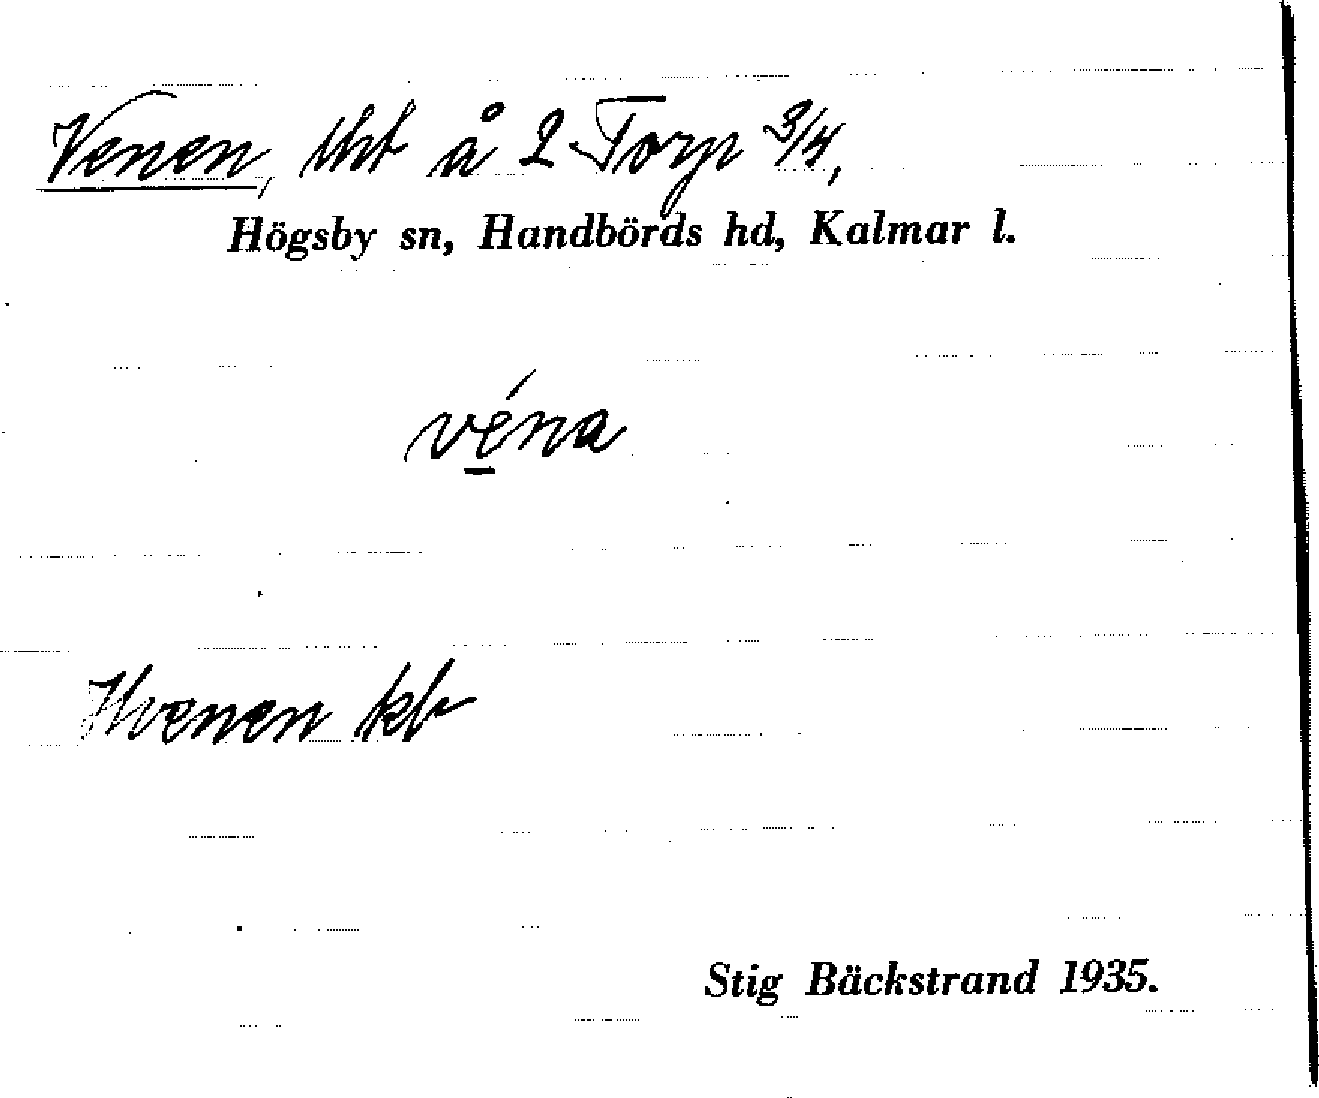 Venen, lht å 2 Torp 3/4,
Högsby sn, Handbörds hd, Kalmar l.
véna
Hvenen kb
Stig Bäckstrand 1935.